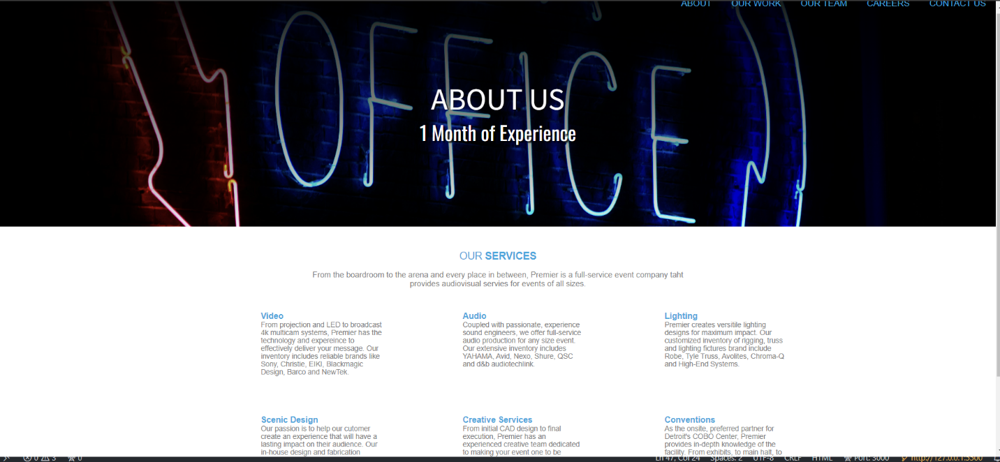 ABOUT OUR WORK OUR TEAM CAREERS CONTACT US
OFFICE
ABOUT US
1 Month of Experience
OUR SERVICES
From the boardroom to the arena and every place in between, Premier is a full-service event company taht
provides audiovisual servies for events of all sizes.
Video
From projection and LED to broadcast
4k multicam systems, Premier has the
technology and expereince to
effectively deliver your message. Our
inventory includes reliable brands like
Sony, Christie, EIKI, Blackmagic
Design, Barco and NewTek.
Audio
Coupled with passionate, experience
sound engineers, we offer full-service
audio production for any size event.
Our extensive inventory includes
YAHAMA, Avid, Nexo, Shure, QSC
and d&b audiotechlink.
Lighting
Premier creates versitile lighting
designs for maximum impact. Our
customized inventory of rigging, truss
and lighting fictures brand include
Robe, Tyle Truss, Avolites, Chroma-Q
and High-End Systems.
Scenic Design
Our passion is to help our cutomer
create an experience that will have a
lasting impact on their audience. Our
in-house design and fabrication
Creative Services
From initial CAD design to final
execution, Premier has an
experienced creative team dedicated
to making your event one to be
Conventions
As the onsite, preferred partner for
Detroit's COBO Center, Premier
provides in-depth knowledge of the
facility. From exhibits, to main halt, to
0 3 0 Ln 47, Col 24 Spaces: 2 UTF-8 CRLF HTML Port: 3000 http://127.0.0.1:5500